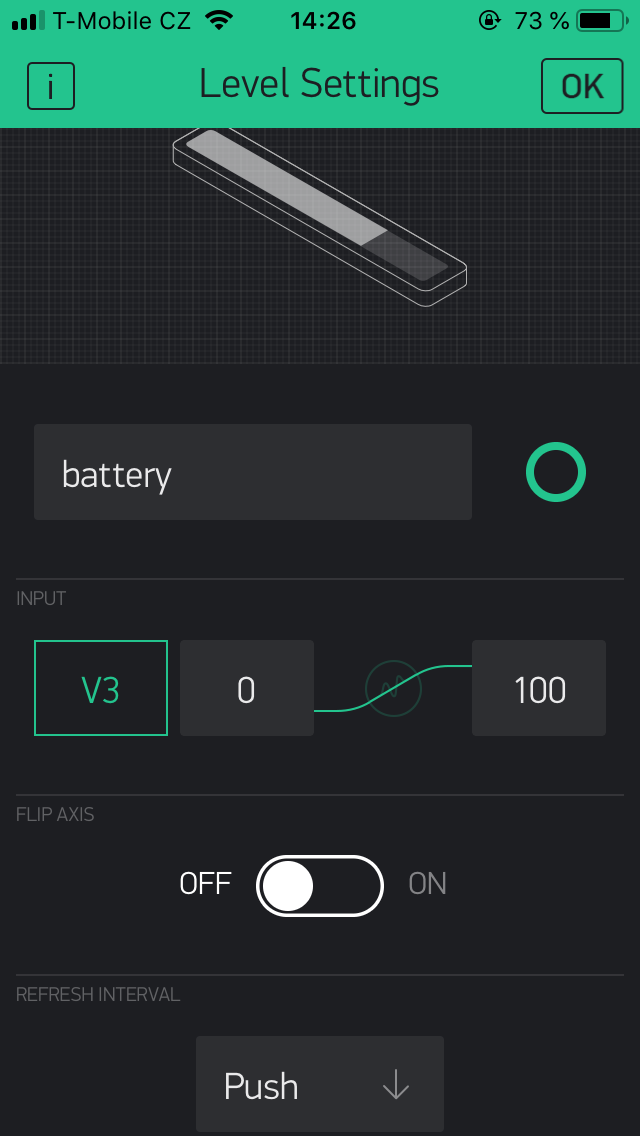 T-Mobile CZ 14:26 73 %
i Level Settings OK
battery
INPUT
V3 0 100
FLIP AXIS
OFF ON
REFRESH INTERVAL
Push